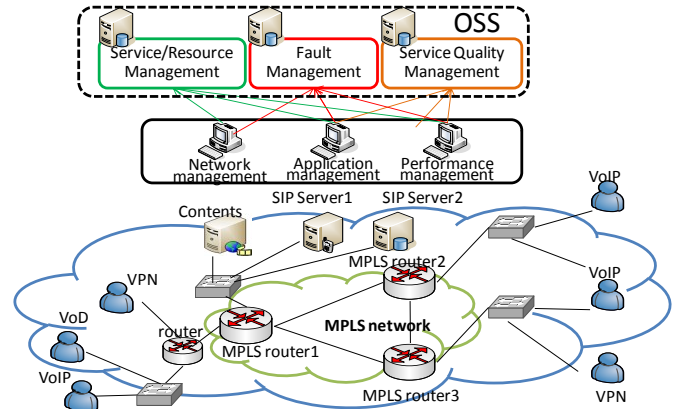 OSS
Service/Resource
Management
Fault
Management
Service Quality
Management
Network
management
Application
management
Performance
management
SIP Server1
SIP Server2
VoIP
Contents
MPLS router2
VPN
VoIP
VoD
router
MPLS network
MPLS router1
VoIP
MPLS router3
VPN